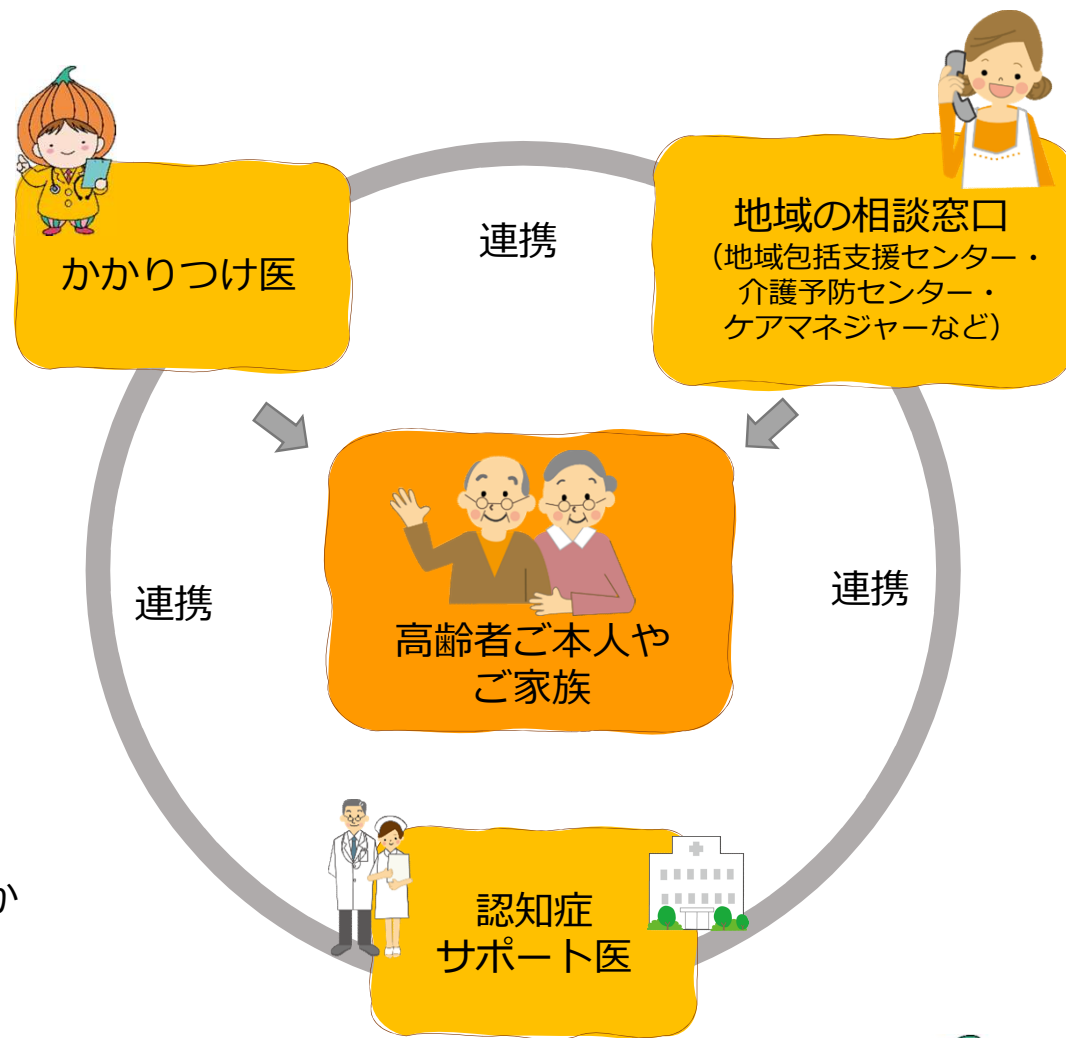 かかりつけ医
連携
地域の相談窓口
（地域包括支援センター・
介護予防センター・
ケアマネジャーなど）
連携
高齢者ご本人や
ご家族
連携
か
認知症
サポート医